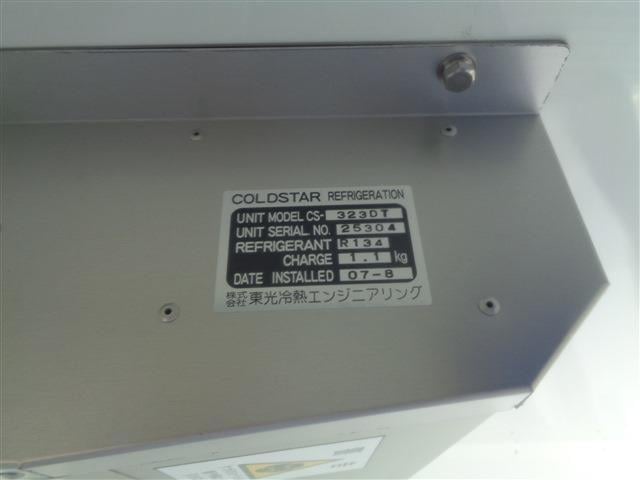 COLDSTAR REFRIGERATION
UNIT MODEL CS- 323DT
UNIT SERIAL NO. 25304
REFRIGERANT R134
CHARGE 1.1 kg
DATE INSTALLED 07-8
株式会社 東光冷熱エンジニアリング